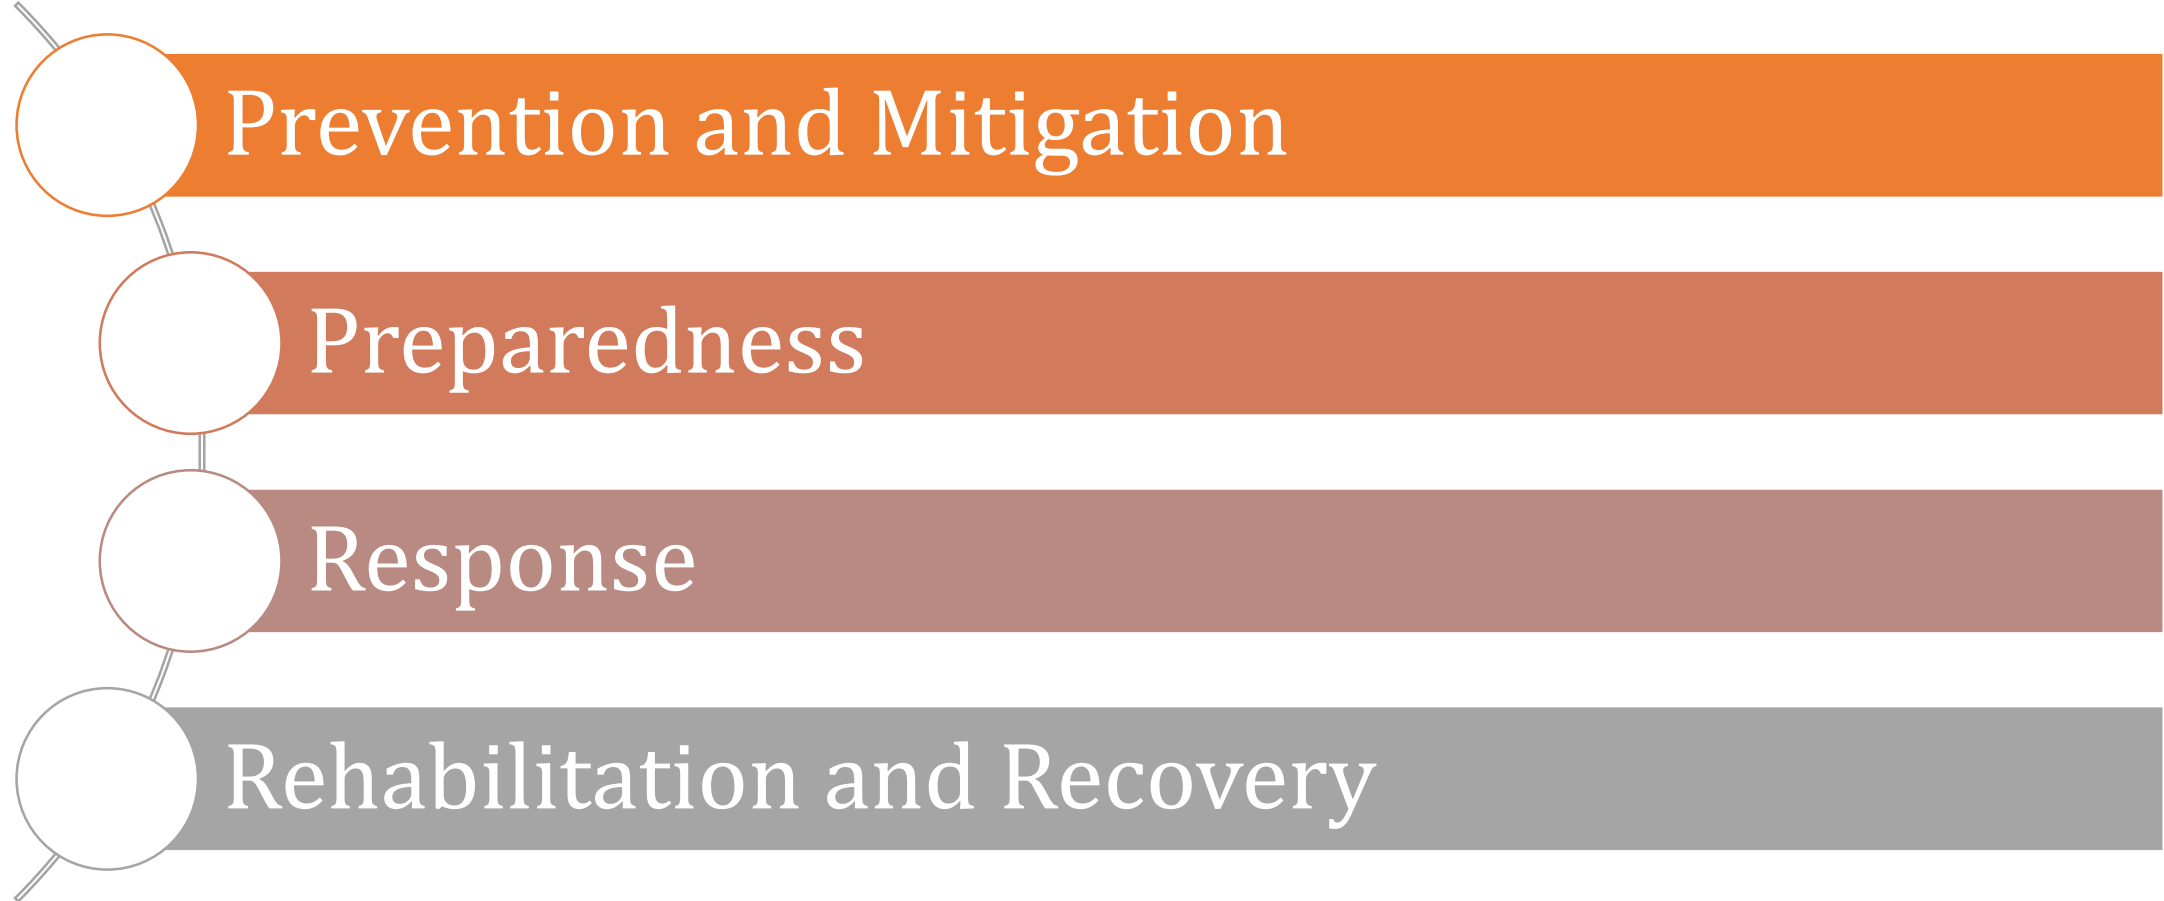 Prevention and Mitigation
Preparedness
Response
Rehabilitation and Recovery